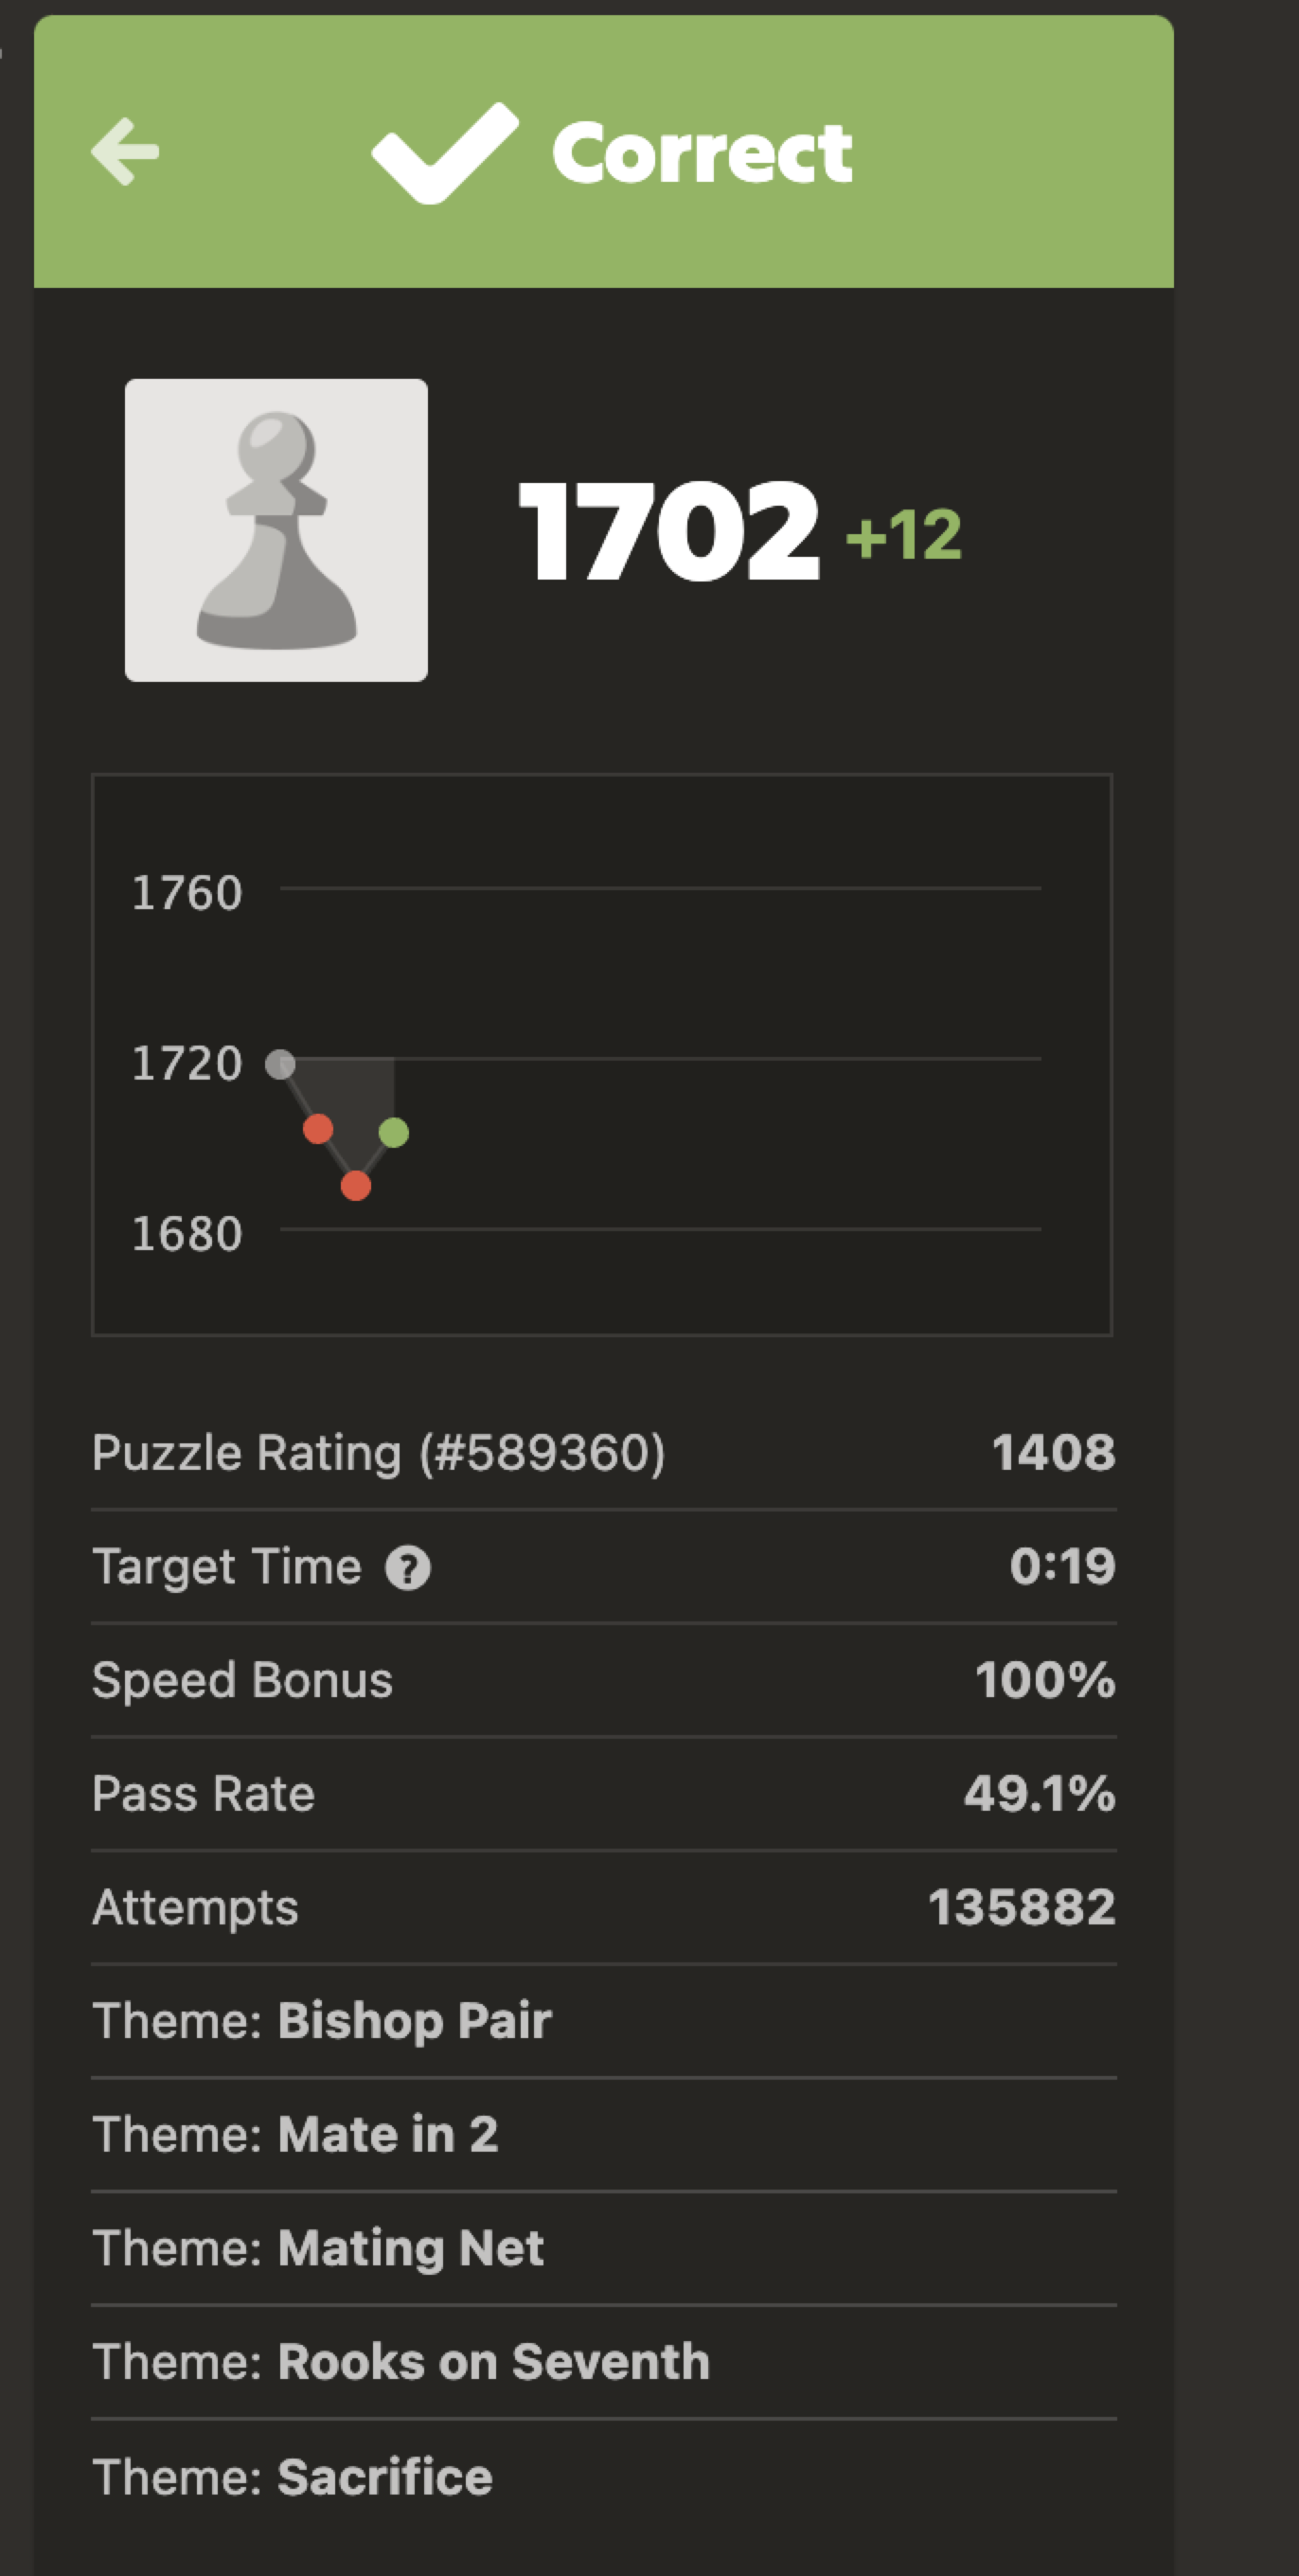 Correct
1702 +12
1760
1720
1680
Puzzle Rating (#589360) 1408
Target Time ? 0:19
Speed Bonus 100%
Pass Rate 49.1%
Attempts 135882
Theme: Bishop Pair
Theme: Mate in 2
Theme: Mating Net
Theme: Rooks on Seventh
Theme: Sacrifice